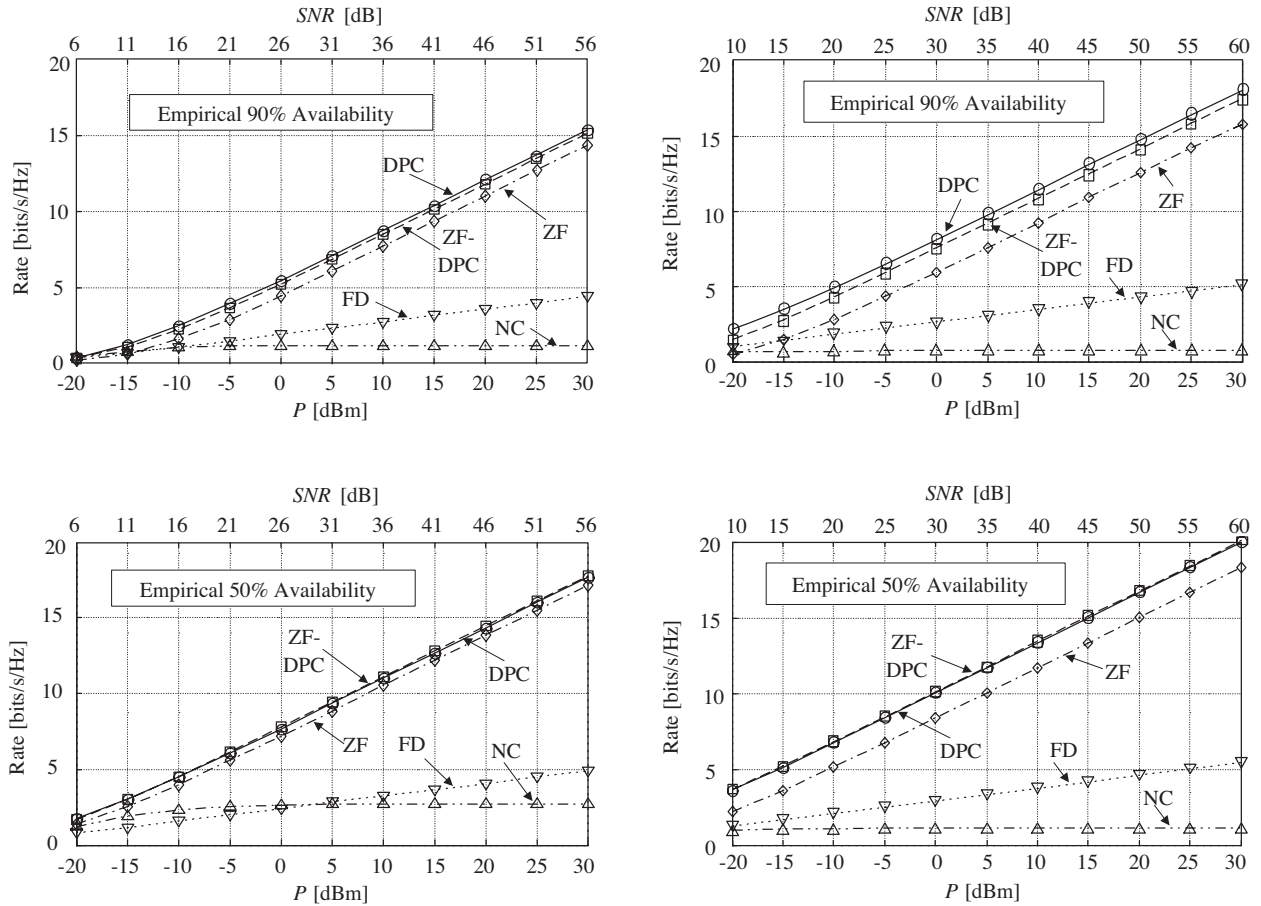 SNR [dB]
6 11 16 21 26 31 36 41 46 51 56
20
15
10
5
0
Rate [bits/s/Hz]
Empirical 90% Availability
DPC
ZF-
DPC
ZF
FD
NC
-20 -15 -10 -5 0 5 10 15 20 25 30
P [dBm]
SNR [dB]
10 15 20 25 30 35 40 45 50 55 60
20
15
10
5
0
Rate [bits/s/Hz]
Empirical 90% Availability
DPC
ZF-
DPC
ZF
FD
NC
-20 -15 -10 -5 0 5 10 15 20 25 30
P [dBm]
SNR [dB]
6 11 16 21 26 31 36 41 46 51 56
20
15
10
5
0
Rate [bits/s/Hz]
Empirical 50% Availability
ZF-
DPC
DPC
ZF
FD
NC
-20 -15 -10 -5 0 5 10 15 20 25 30
P [dBm]
SNR [dB]
10 15 20 25 30 35 40 45 50 55 60
20
15
10
5
0
Rate [bits/s/Hz]
Empirical 50% Availability
ZF-
DPC
ZF
DPC
FD
NC
-20 -15 -10 -5 0 5 10 15 20 25 30
P [dBm]